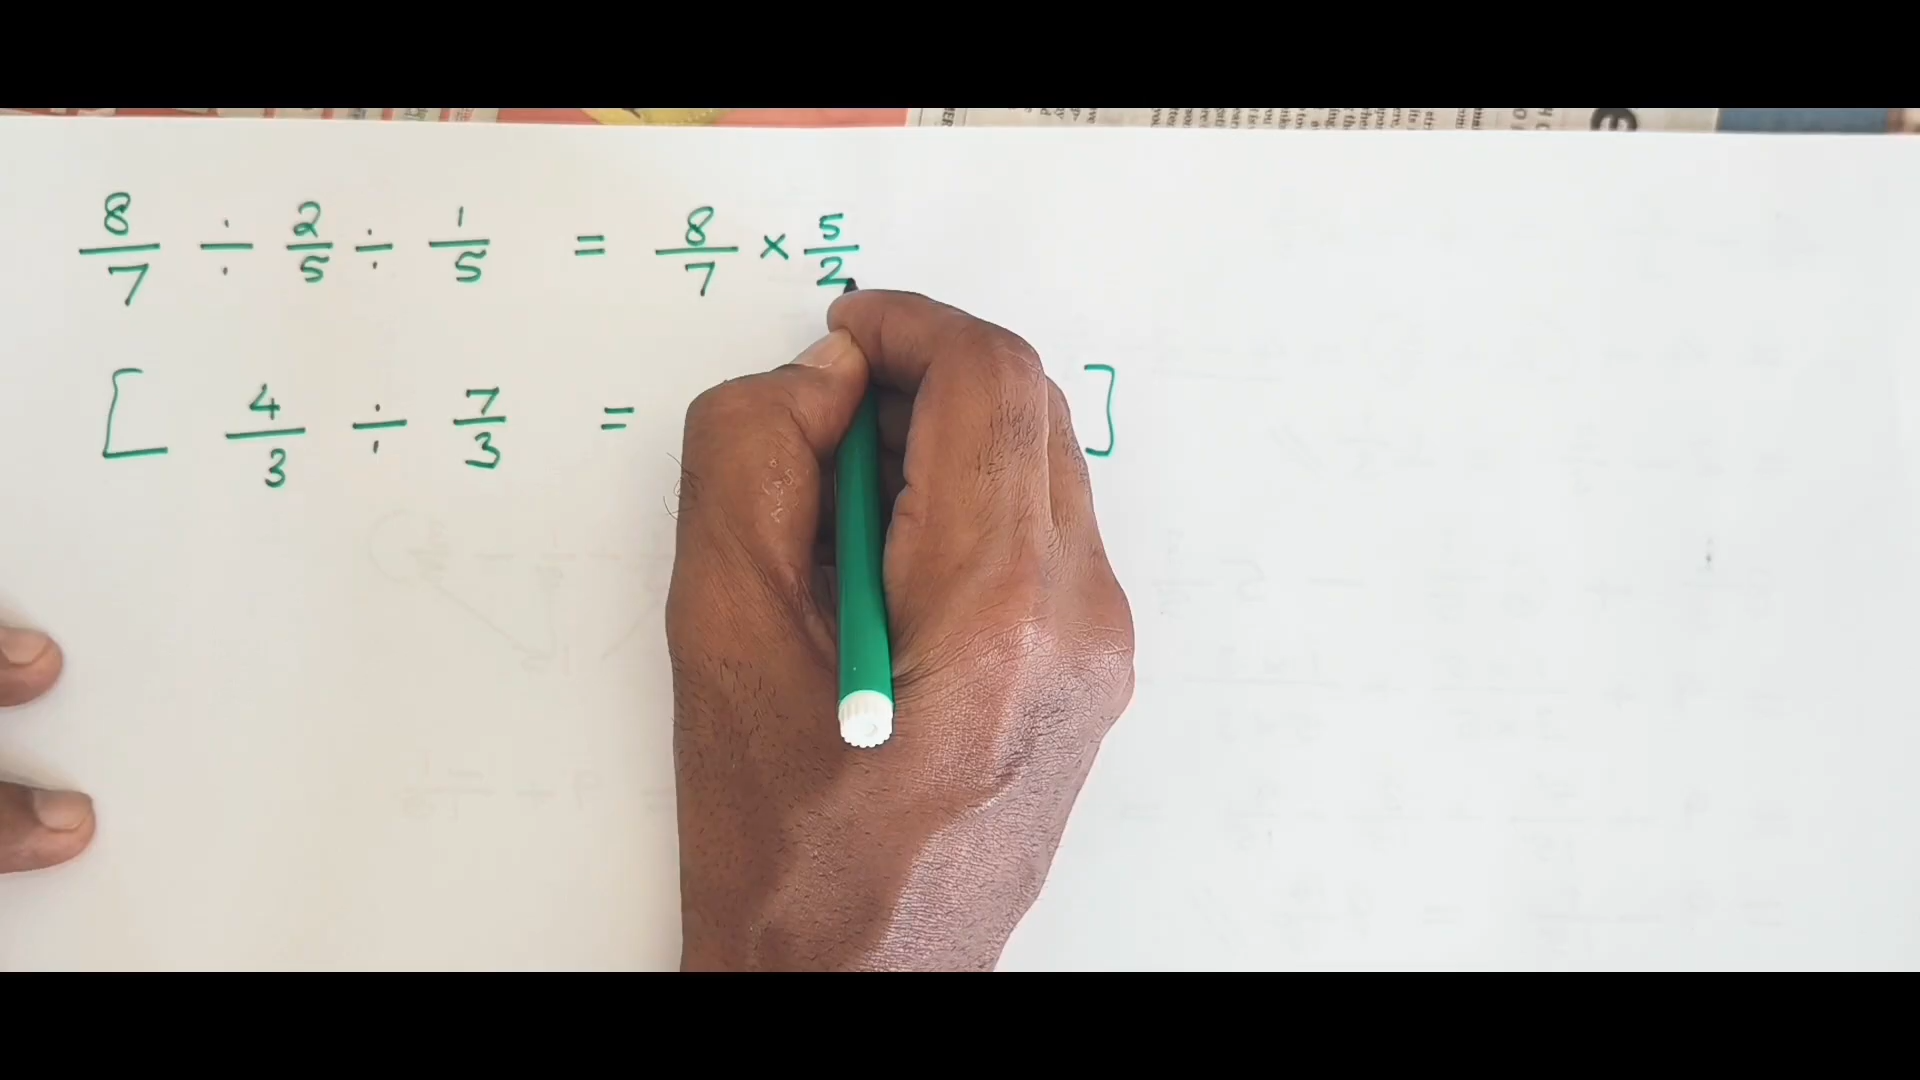 8/7 ÷ 2/5 ÷ 1/5 = 8/7 × 5/2
[ 4/3 ÷ 7/3 = ]